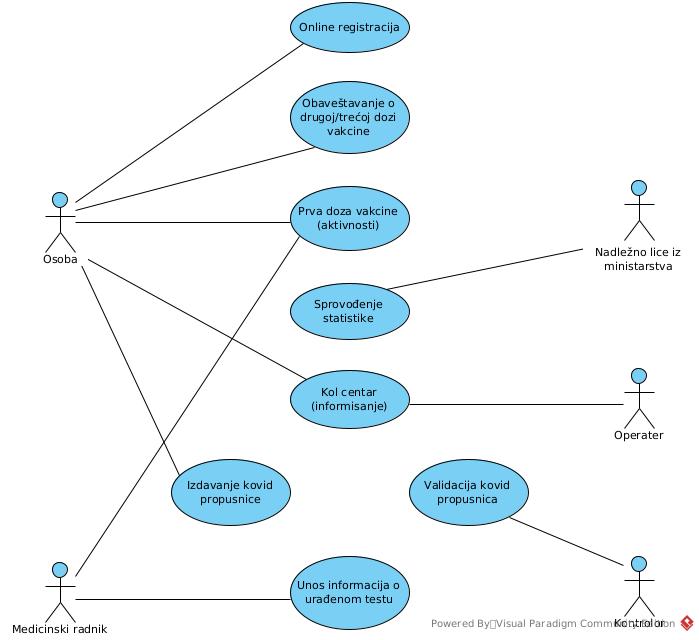 Online registracija
Obaveštavanje o
drugoj/trećoj dozi
vakcine
Prva doza vakcine
(aktivnosti)
Osoba
Nadležno lice iz
ministarstva
Sprovođenje
statistike
Kol centar
(informisanje)
Operater
Izdavanje kovid
propusnice
Validacija kovid
propusnica
Unos informacija o
urađenom testu
Medicinski radnik
Kontrolor
Powered By Visual Paradigm Community Edition